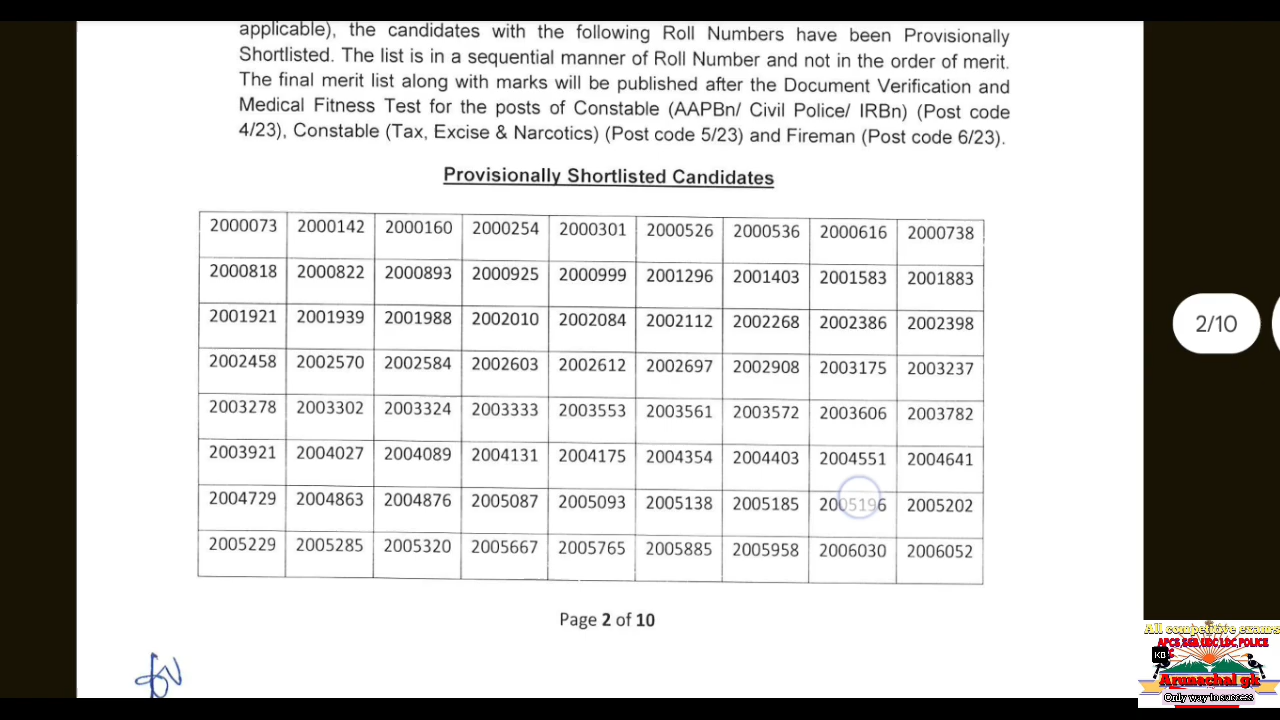 applicable), the candidates with the following Roll Numbers have been Provisionally
Shortlisted. The list is in a sequential manner of Roll Number and not in the order of merit.
The final merit list along with marks will be published after the Document Verification and
Medical Fitness Test for the posts of Constable (AAPBn/ Civil Police/ IRBn) (Post code
4/23), Constable (Tax, Excise & Narcotics) (Post code 5/23) and Fireman (Post code 6/23).
Provisionally Shortlisted Candidates
2000073 2000142 2000160 2000254 2000301 2000526 2000536 2000616 2000738
2000818 2000822 2000893 2000925 2000999 2001296 2001403 2001583 2001883
2001921 2001939 2001988 2002010 2002084 2002112 2002268 2002386 2002398
2002458 2002570 2002584 2002603 2002612 2002697 2002908 2003175 2003237
2003278 2003302 2003324 2003333 2003553 2003561 2003572 2003606 2003782
2003921 2004027 2004089 2004131 2004175 2004354 2004403 2004551 2004641
2004729 2004863 2004876 2005087 2005093 2005138 2005185 2005196 2005202
2005229 2005285 2005320 2005667 2005765 2005885 2005958 2006030 2006052
Page 2 of 10
2/10
All competitive exams
APCS SSB UDC LDC POLICE
Arunachal gk
Only way to success